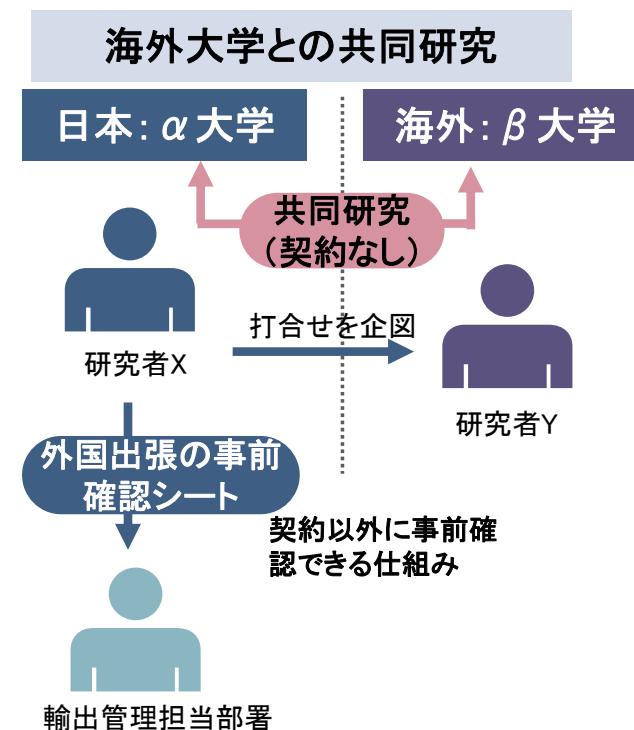 海外大学との共同研究
日本：α大学
海外：β大学
共同研究
（契約なし）
打合せを企図
研究者X
研究者Y
外国出張の事前
確認シート
契約以外に事前確
認できる仕組み
輸出管理担当部署